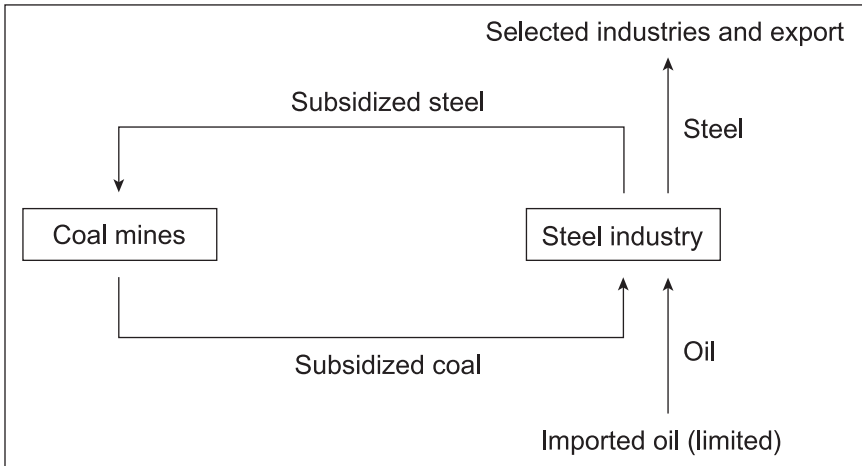 Selected industries and export
Subsidized steel
Steel
Coal mines
Steel industry
Subsidized coal
Oil
Imported oil (limited)